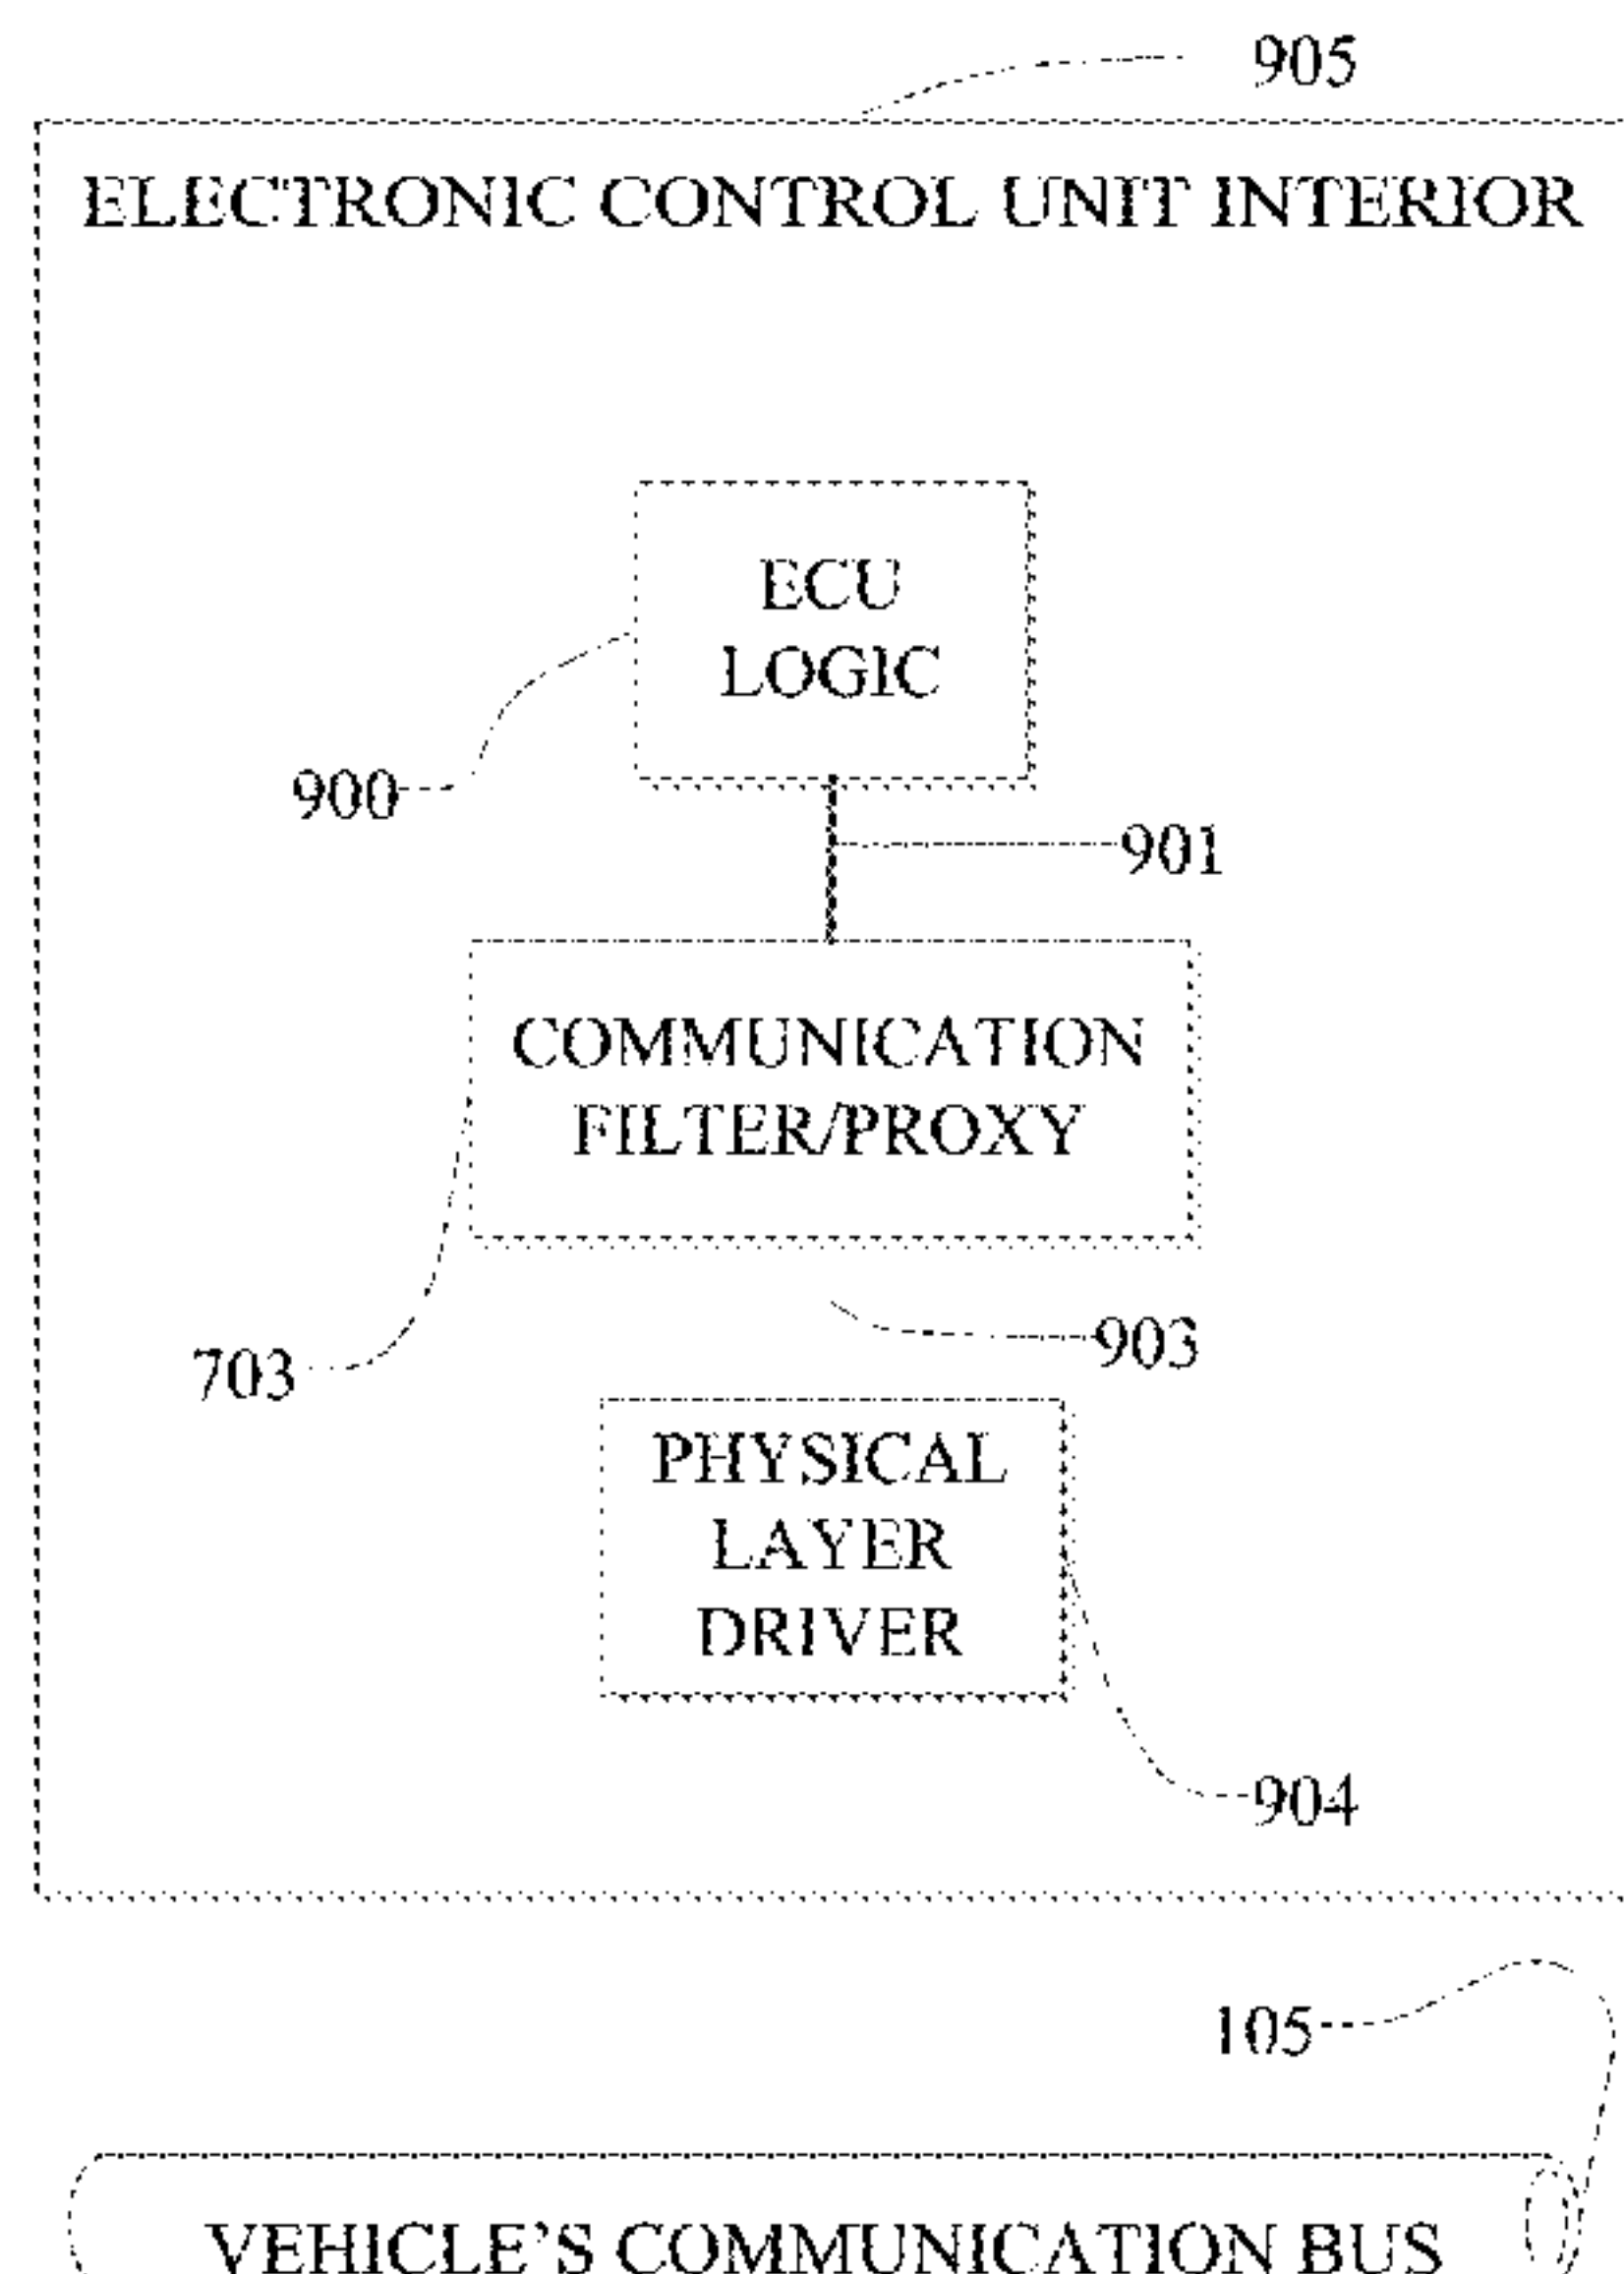 905
ELECTRONIC CONTROL UNIT INTERIOR
ECU
LOGIC
900
901
COMMUNICATION
FILTER/PROXY
903
703
PHYSICAL
LAYER
DRIVER
904
105
VEHICLE'S COMMUNICATION BUS